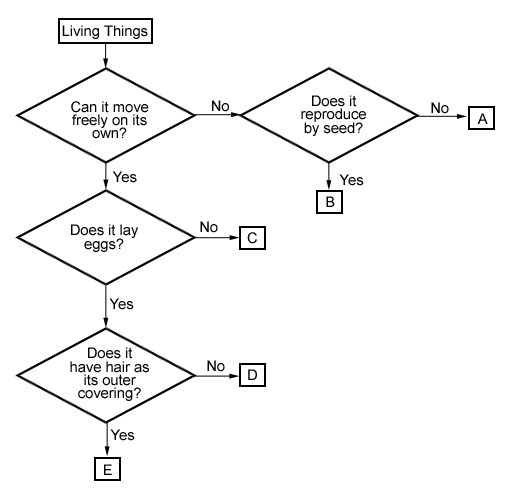 Living Things
Can it move
freely on its
own?
No
Does it
reproduce
by seed?
No
A
Yes
B
Yes
Does it lay
eggs?
No
C
Yes
Does it
have hair as
its outer
covering?
No
D
Yes
E